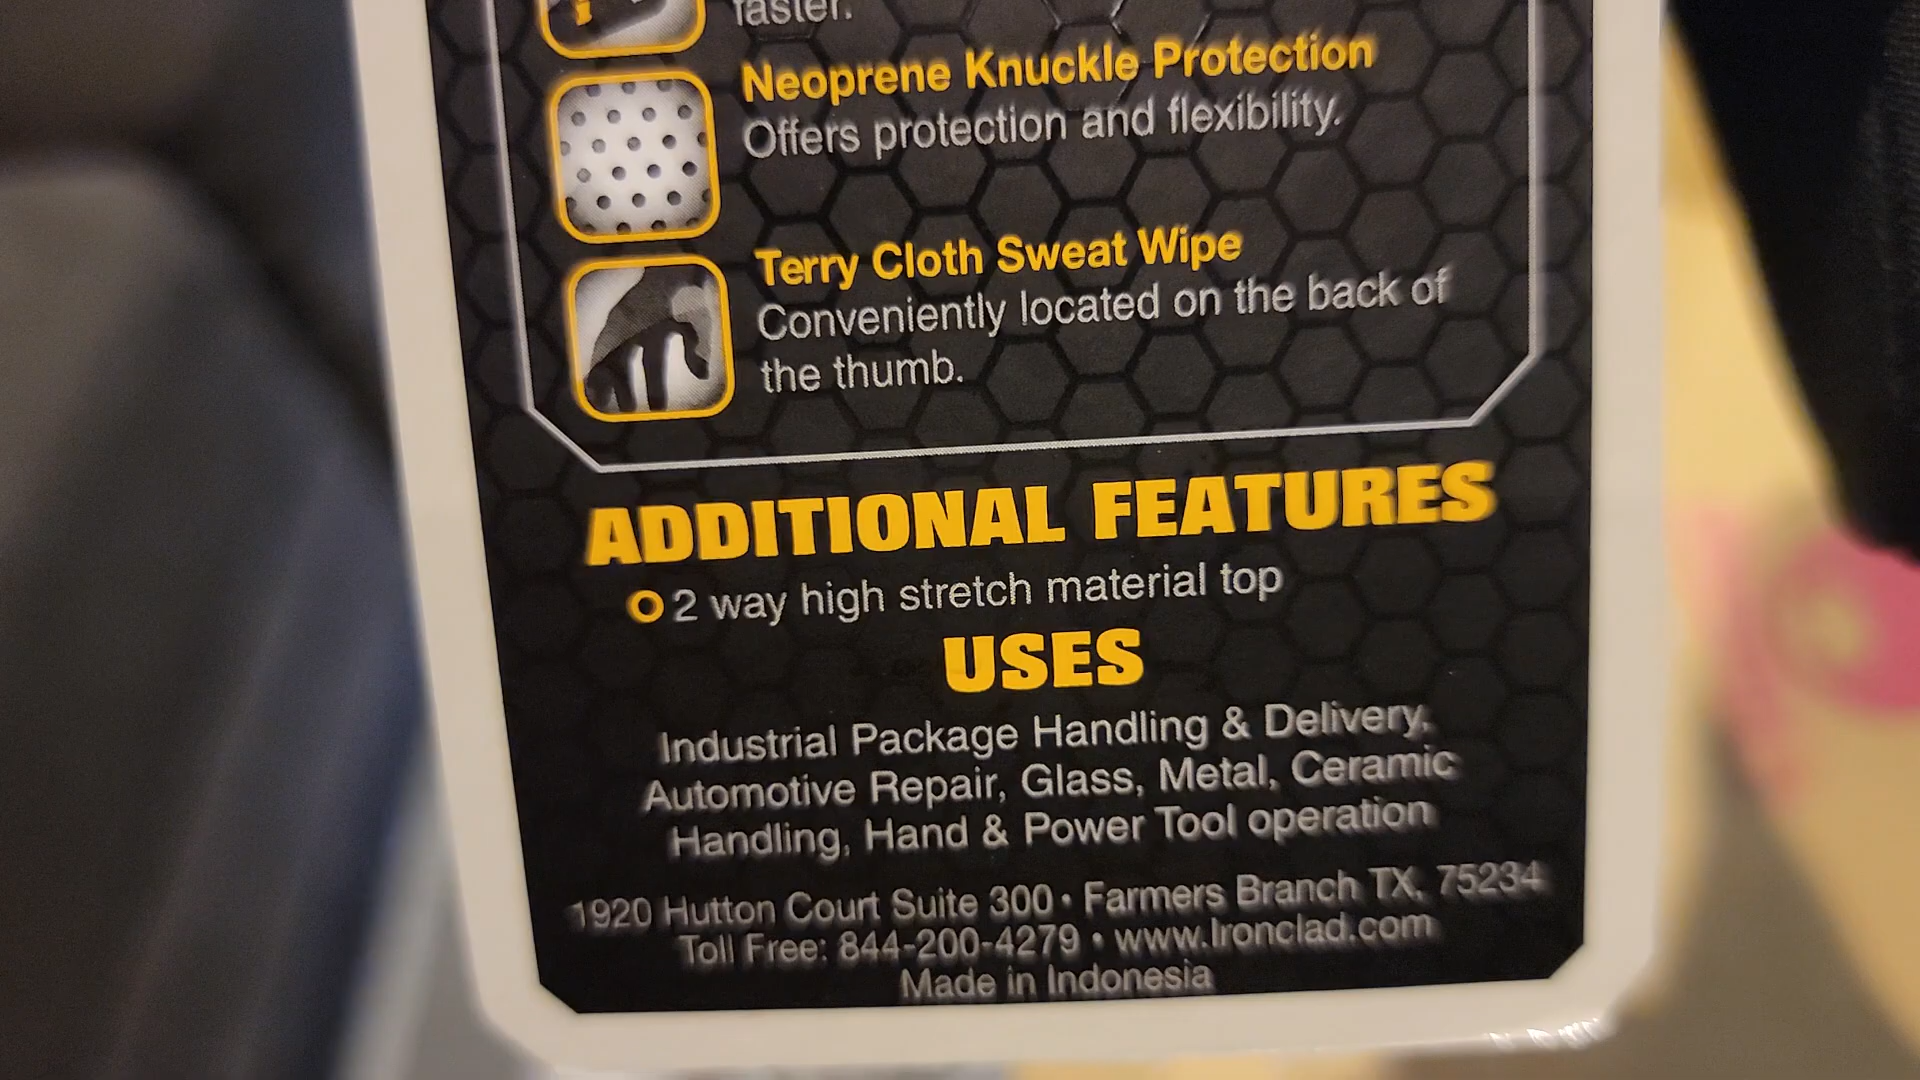 faster.
Neoprene Knuckle Protection
Offers protection and flexibility.
Terry Cloth Sweat Wipe
Conveniently located on the back of
the thumb.
ADDITIONAL FEATURES
2 way high stretch material top
USES
Industrial Package Handling & Delivery,
Automotive Repair, Glass, Metal, Ceramic
Handling, Hand & Power Tool operation
1920 Hutton Court Suite 300 • Farmers Branch TX, 75234
Toll Free: 844-200-4279 • www.Ironclad.com
Made in Indonesia